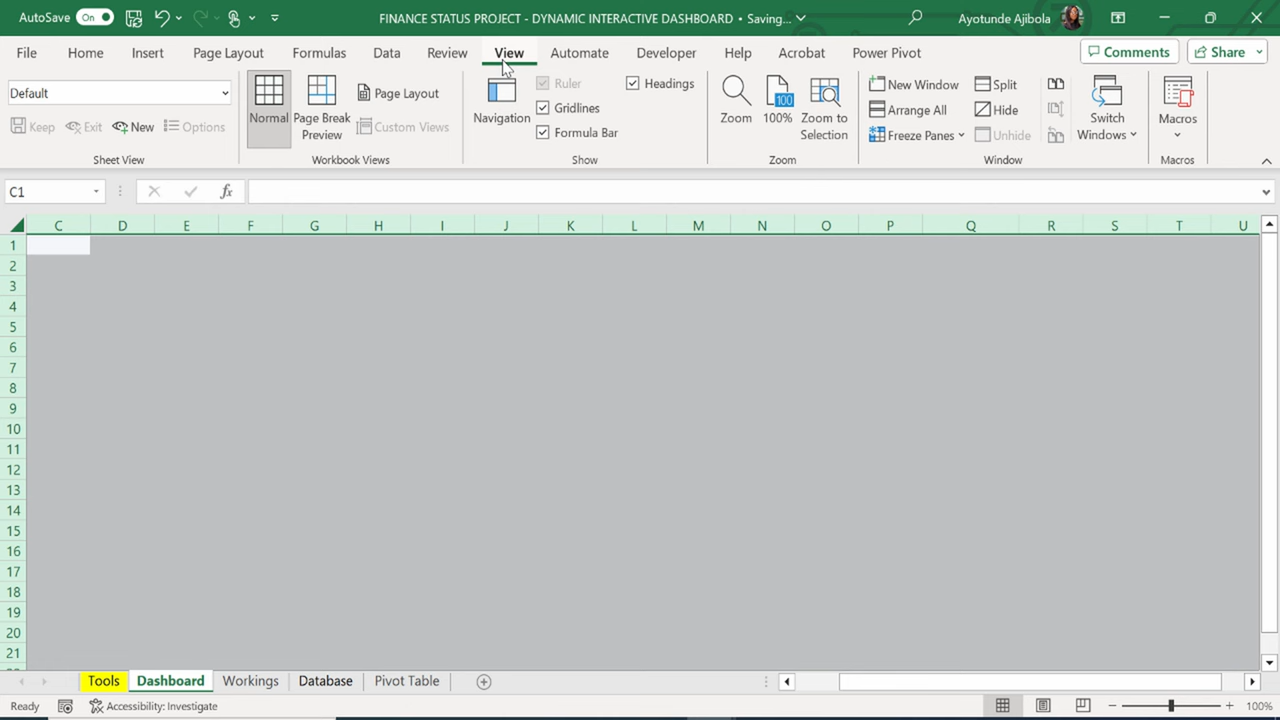 AutoSave On FINANCE STATUS PROJECT - DYNAMIC INTERACTIVE DASHBOARD • Saving... Ayotunde Ajibola
File Home Insert Page Layout Formulas Data Review View Automate Developer Help Acrobat Power Pivot Comments Share
Default
Keep Exit New Options
Sheet View
Normal
Page Break Preview
Page Layout
Custom Views
Workbook Views
Navigation
Ruler
Gridlines
Formula Bar
Headings
Show
Zoom
100
100%
Zoom to Selection
Zoom
New Window
Arrange All
Freeze Panes
Split
Hide
Unhide
Switch Windows
Window
Macros
Macros
C1 fx
C D E F G H I J K L M N O P Q R S T U
1
2
3
4
5
6
7
8
9
10
11
12
13
14
15
16
17
18
19
20
21
Tools Dashboard Workings Database Pivot Table
Ready Accessibility: Investigate 100%